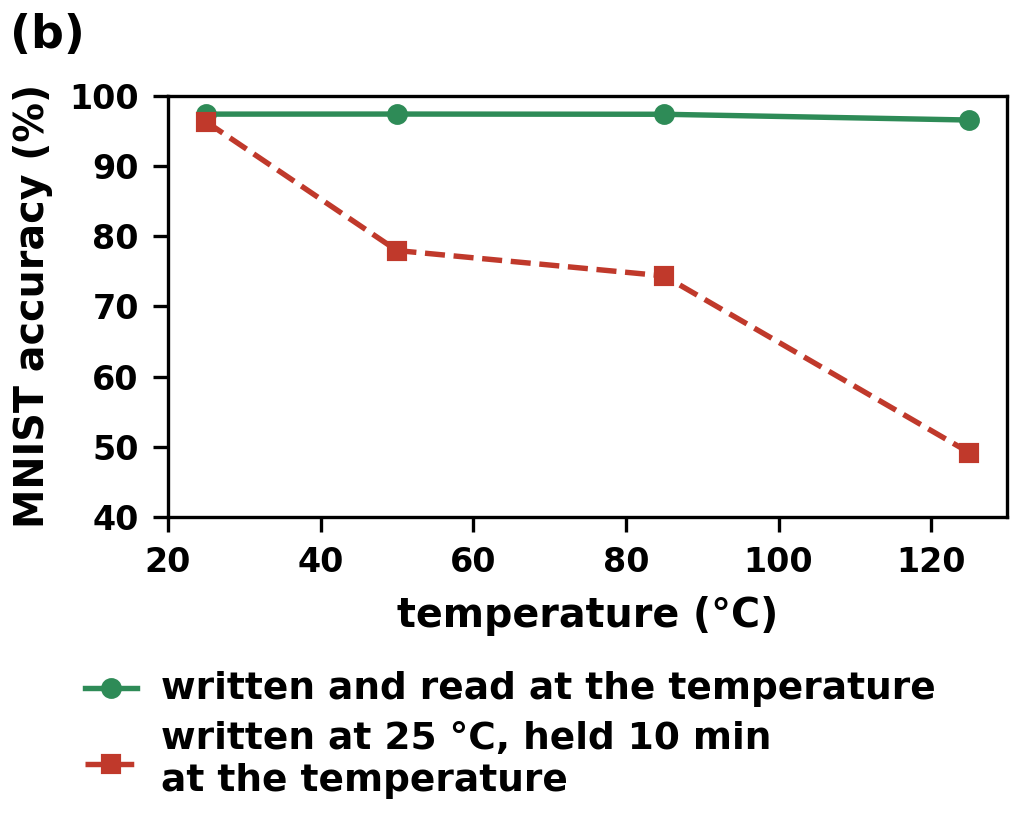 (b)
MNIST accuracy (%)
100
90
80
70
60
50
40
20 40 60 80 100 120
temperature (°C)
written and read at the temperature
written at 25 °C, held 10 min
at the temperature